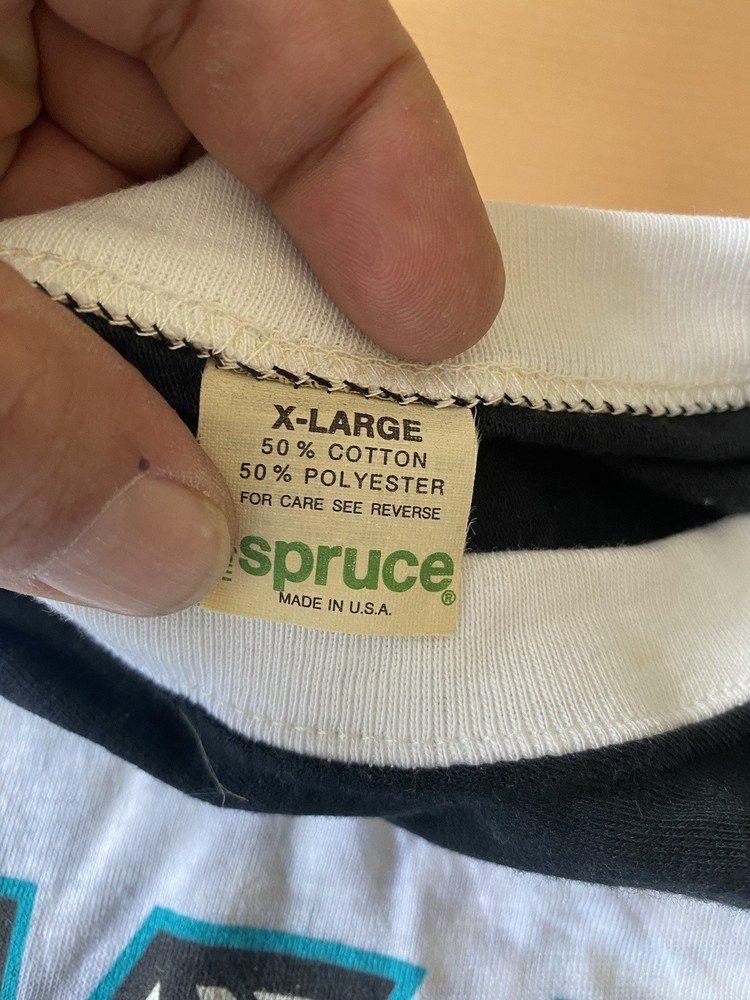 X-LARGE
50% COTTON
50% POLYESTER
FOR CARE SEE REVERSE
spruce®
MADE IN U.S.A.